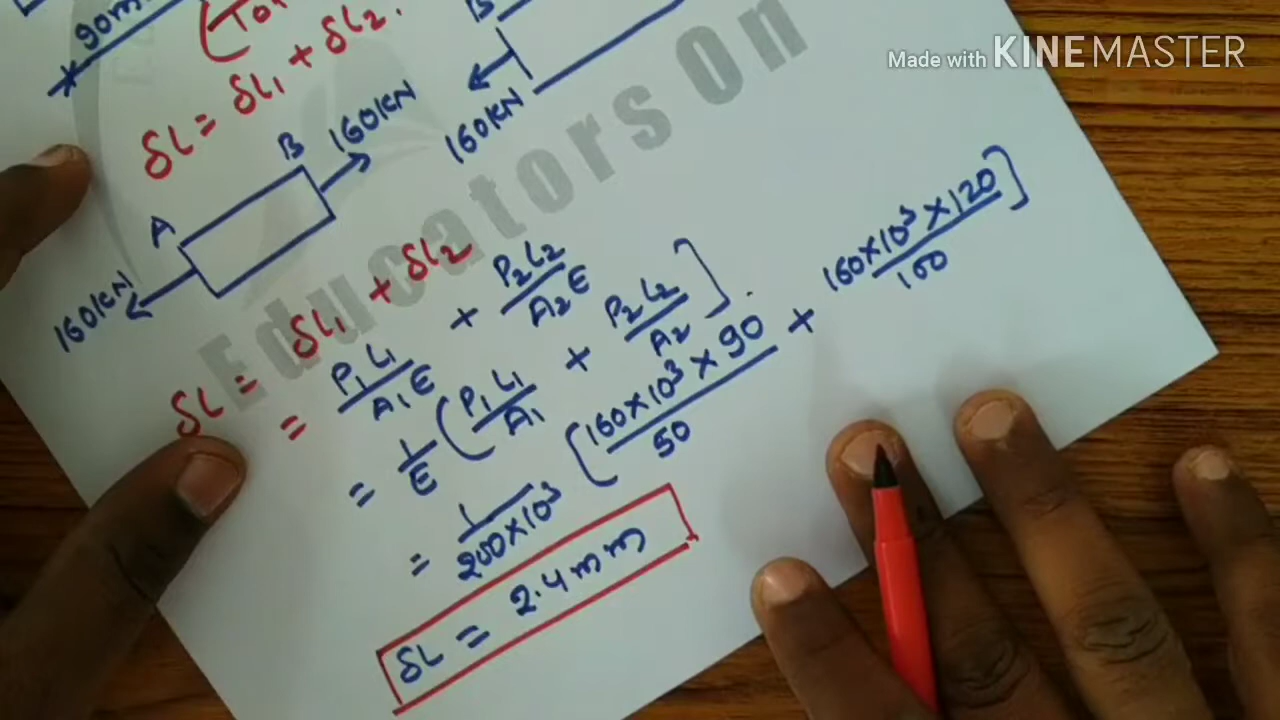 Made with KINEMASTER
90m
δL = δL₁ + δL₂.
B
160KN
A B 160KN
160KN
Educators On
δL = δL₁ + δL₂
= P₁L₁/A₁E + P₂L₂/A₂E
= 1/E (P₁L₁/A₁ + P₂L₂/A₂].
= 1/200×10³ [160×10³×90/50 + 160×10³×120/100]
δL = 2.4mm